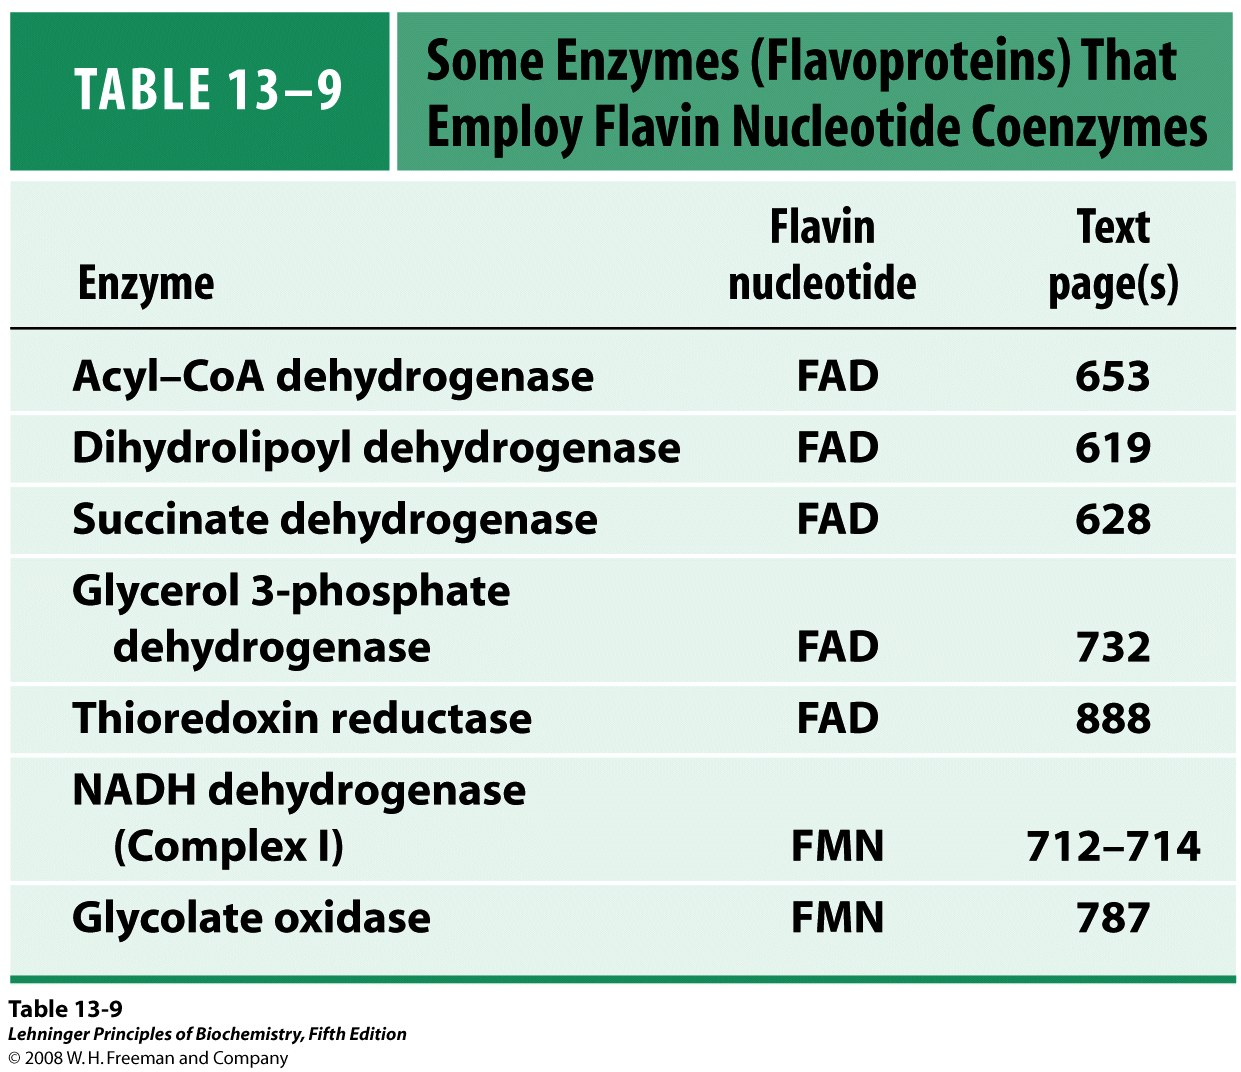 TABLE 13–9
Some Enzymes (Flavoproteins) That
Employ Flavin Nucleotide Coenzymes
Flavin Text
Enzyme nucleotide page(s)
Acyl–CoA dehydrogenase FAD 653
Dihydrolipoyl dehydrogenase FAD 619
Succinate dehydrogenase FAD 628
Glycerol 3-phosphate
dehydrogenase FAD 732
Thioredoxin reductase FAD 888
NADH dehydrogenase
(Complex I) FMN 712–714
Glycolate oxidase FMN 787
Table 13-9
Lehninger Principles of Biochemistry, Fifth Edition
© 2008 W. H. Freeman and Company